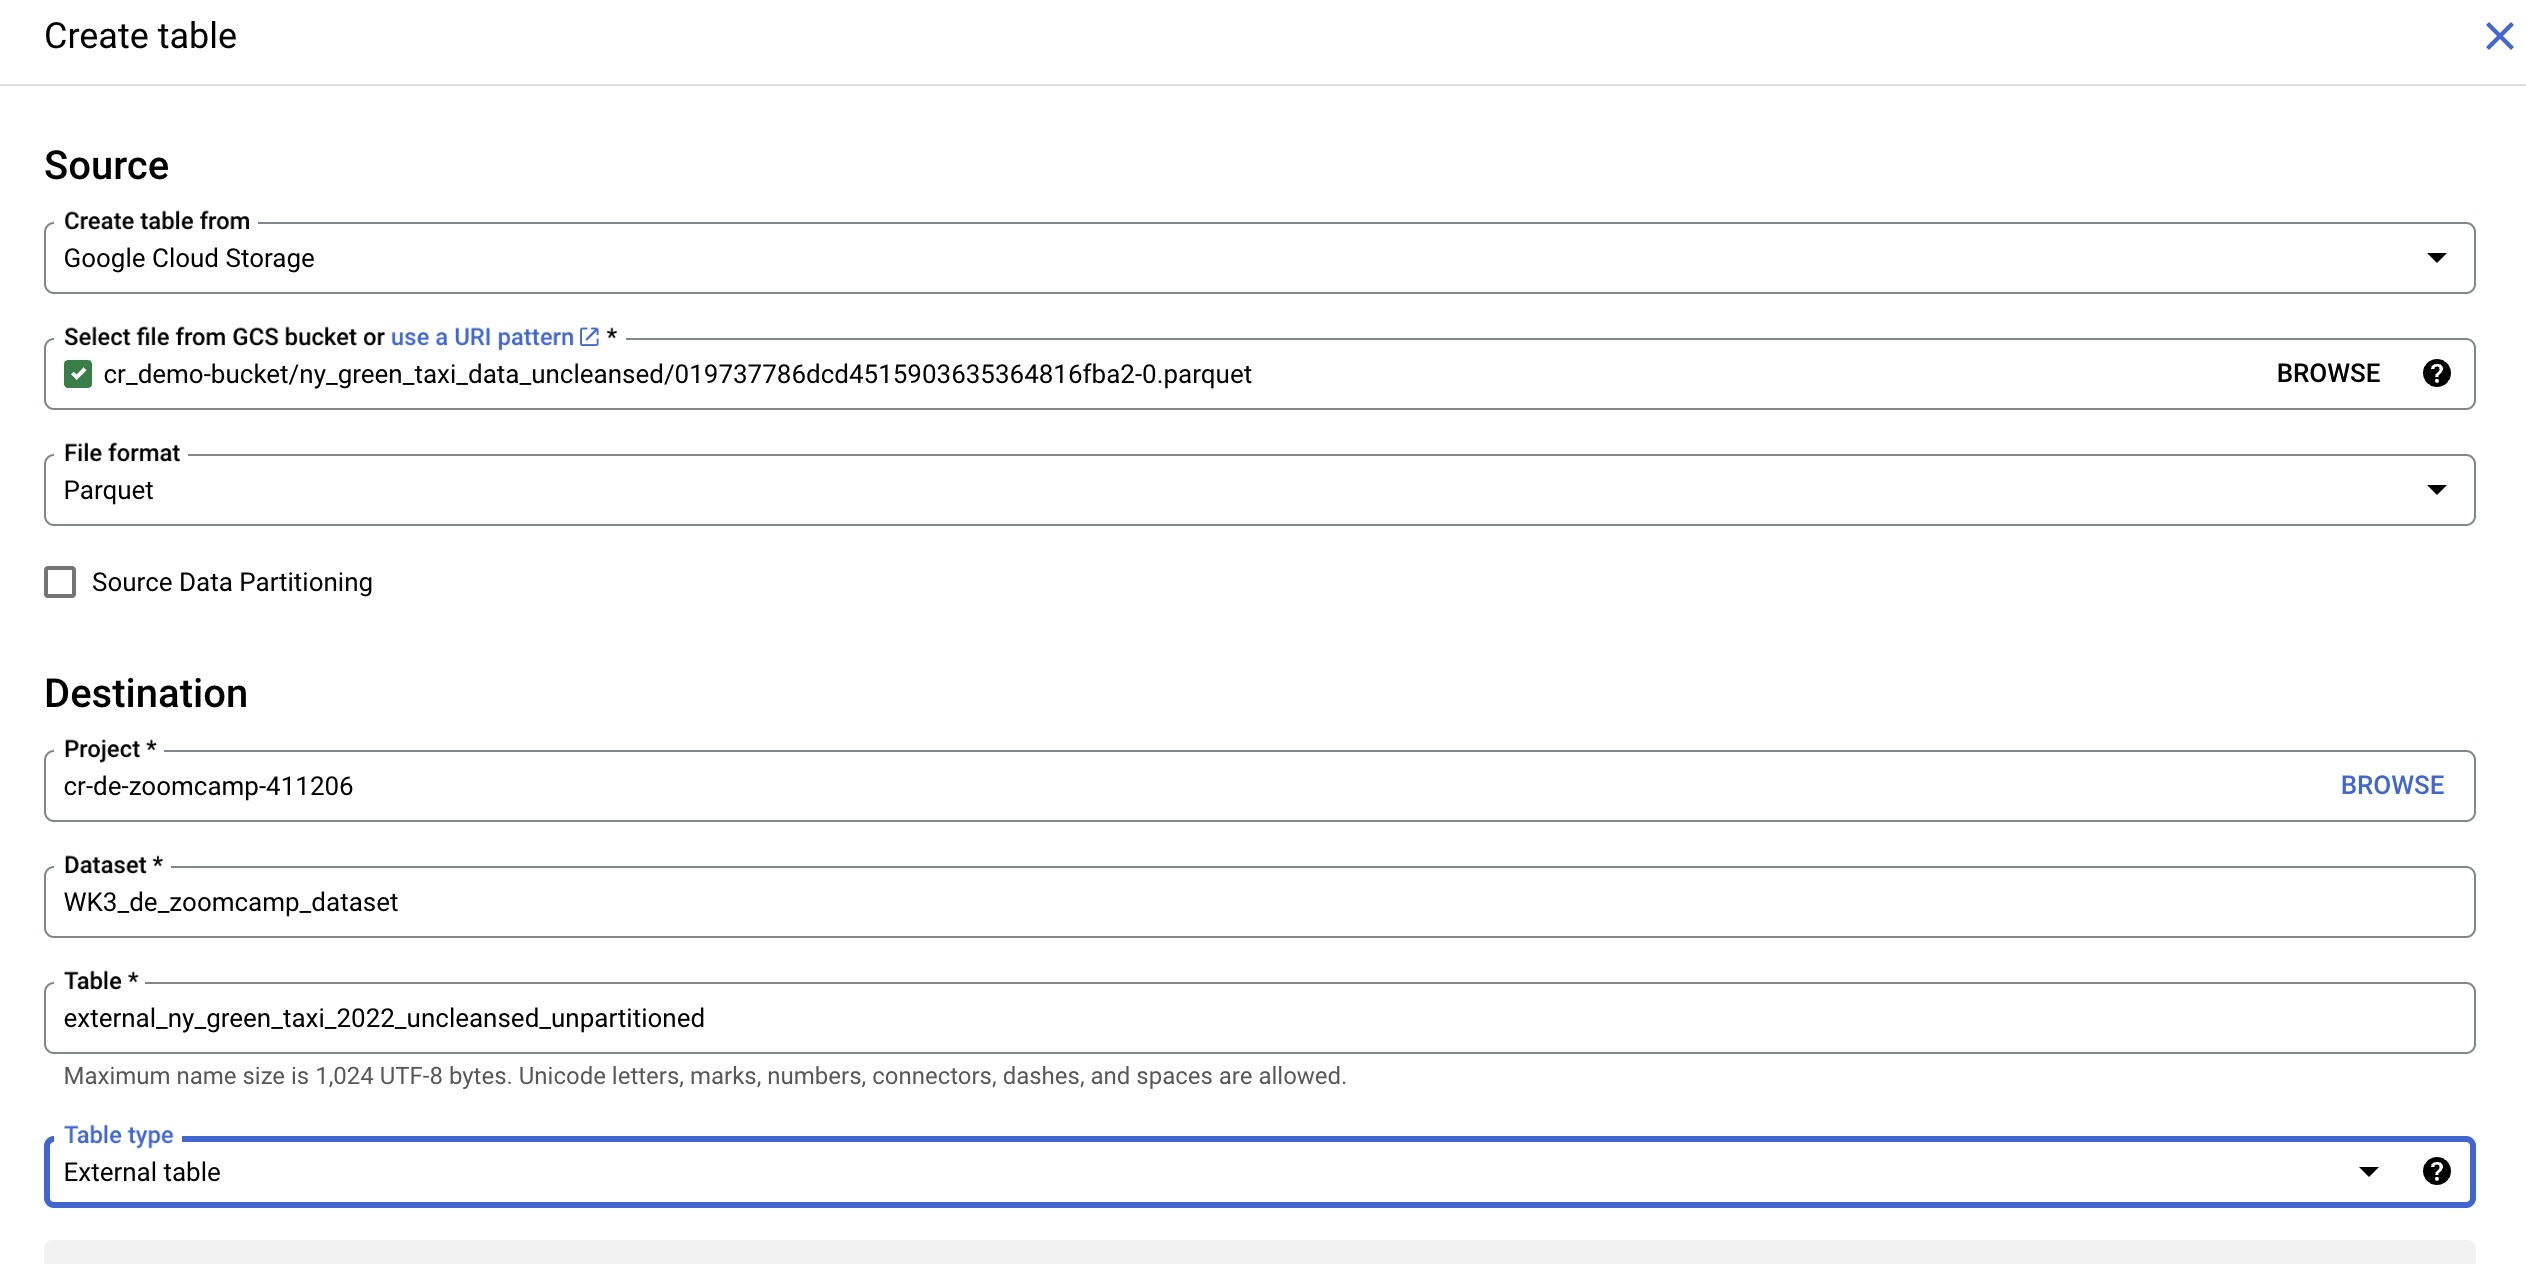 Create table
Source
Create table from
Google Cloud Storage
Select file from GCS bucket or use a URI pattern *
cr_demo-bucket/ny_green_taxi_data_uncleansed/019737786dcd4515903635364816fba2-0.parquet BROWSE
File format
Parquet
Source Data Partitioning
Destination
Project *
cr-de-zoomcamp-411206 BROWSE
Dataset *
WK3_de_zoomcamp_dataset
Table *
external_ny_green_taxi_2022_uncleansed_unpartitioned
Maximum name size is 1,024 UTF-8 bytes. Unicode letters, marks, numbers, connectors, dashes, and spaces are allowed.
Table type
External table